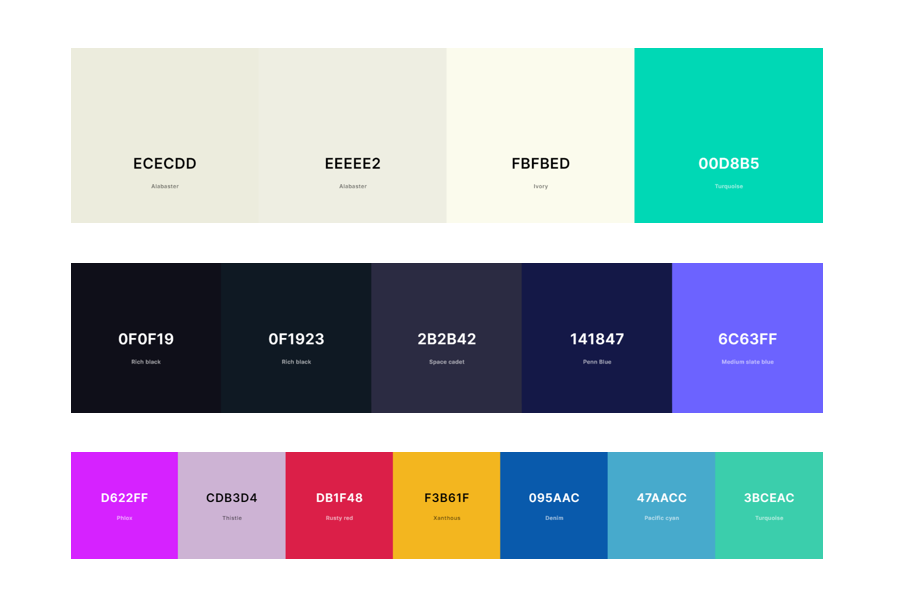 ECECDD
Alabaster
EEEEE2
Alabaster
FBFBED
Ivory
00D8B5
Turquoise
0F0F19
Rich black
0F1923
Rich black
2B2B42
Space cadet
141847
Penn Blue
6C63FF
Medium slate blue
D622FF
Phlox
CDB3D4
Thistle
DB1F48
Rusty red
F3B61F
Xanthous
095AAC
Denim
47AACC
Pacific cyan
3BCEAC
Turquoise